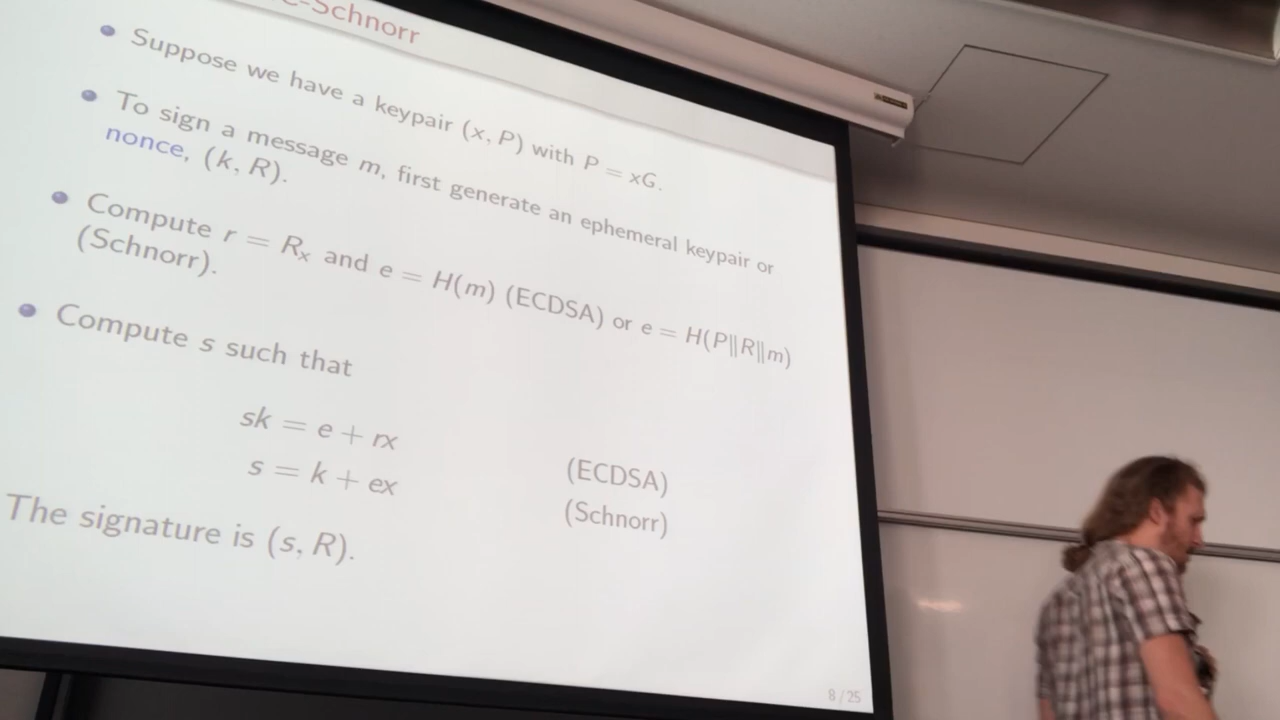 -Schnorr
Suppose we have a keypair (x, P) with P = xG.
To sign a message m, first generate an ephemeral keypair or
nonce, (k, R).
Compute r = Rₓ and e = H(m) (ECDSA) or e = H(P||R||m)
(Schnorr).
Compute s such that
sk = e + rx (ECDSA)
s = k + ex (Schnorr)
The signature is (s, R).
8 / 25